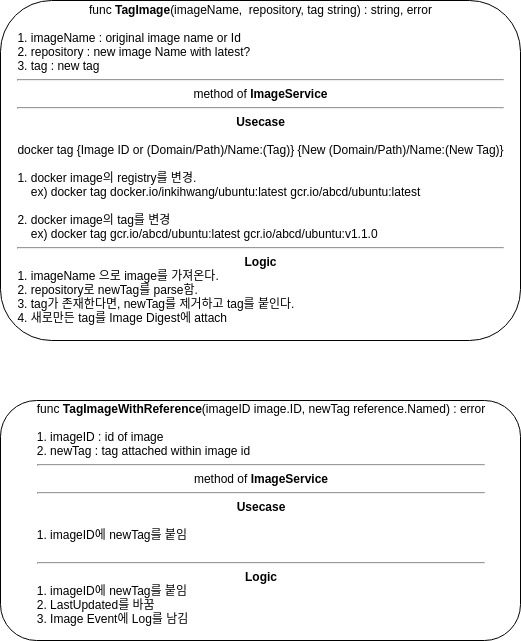 func TagImage(imageName, repository, tag string) : string, error
1. imageName : original image name or Id
2. repository : new image Name with latest?
3. tag : new tag
method of ImageService
Usecase
docker tag {Image ID or (Domain/Path)/Name:(Tag)} {New (Domain/Path)/Name:(New Tag)}
1. docker image의 registry를 변경.
ex) docker tag docker.io/inkihwang/ubuntu:latest gcr.io/abcd/ubuntu:latest
2. docker image의 tag를 변경
ex) docker tag gcr.io/abcd/ubuntu:latest gcr.io/abcd/ubuntu:v1.1.0
Logic
1. imageName 으로 image를 가져온다.
2. repository로 newTag를 parse함.
3. tag가 존재한다면, newTag를 제거하고 tag를 붙인다.
4. 새로만든 tag를 Image Digest에 attach
func TagImageWithReference(imageID image.ID, newTag reference.Named) : error
1. imageID : id of image
2. newTag : tag attached within image id
method of ImageService
Usecase
1. imageID에 newTag를 붙임
Logic
1. imageID에 newTag를 붙임
2. LastUpdated를 바꿈
3. Image Event에 Log를 남김